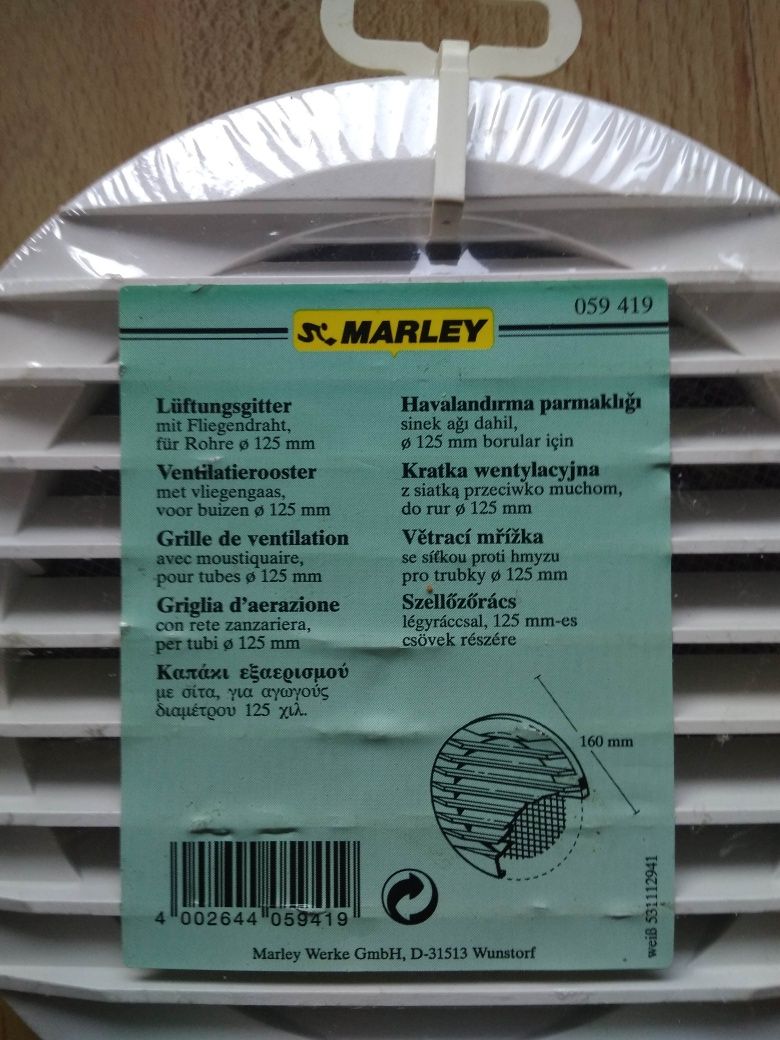 059 419
MARLEY
Lüftungsgitter
mit Fliegendraht,
für Rohre ø 125 mm
Ventilatierooster
met vliegengaas,
voor buizen ø 125 mm
Grille de ventilation
avec moustiquaire,
pour tubes ø 125 mm
Griglia d'aerazione
con rete zanzariera,
per tubi ø 125 mm
Καπάκι εξαερισμού
με σίτα, για αγωγούς
διαμέτρου 125 χιλ.
Havalandırma parmaklığı
sinek ağı dahil,
ø 125 mm borular için
Kratka wentylacyjna
z siatką przeciwko muchom,
do rur ø 125 mm
Větrací mřížka
se síťkou proti hmyzu
pro trubky ø 125 mm
Szellőzőrács
légyráccsal, 125 mm-es
csövek részére
160 mm
4 002644 059419
weiß 531112941
Marley Werke GmbH, D-31513 Wunstorf